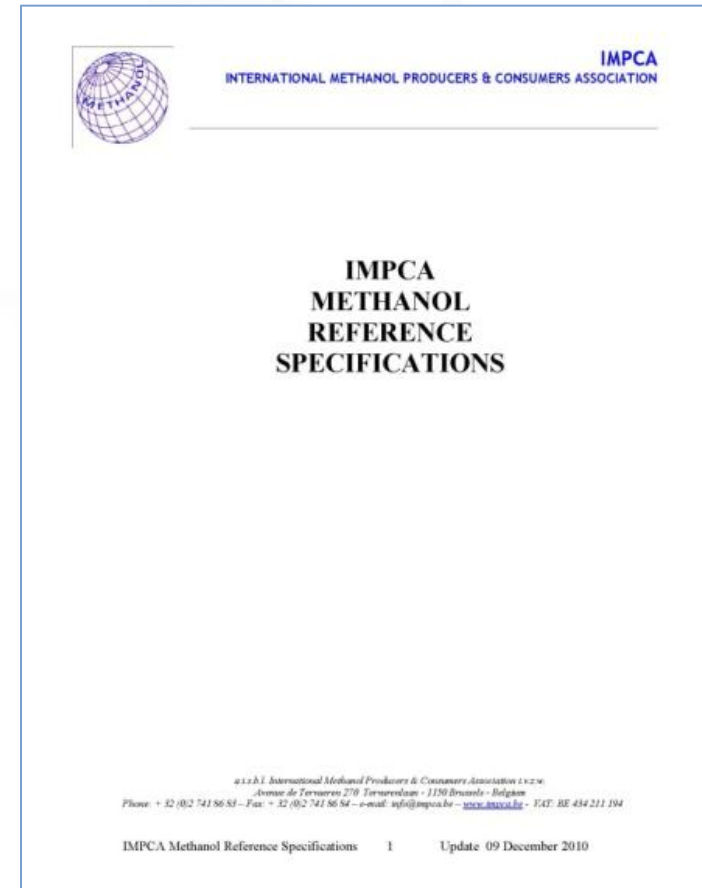 METHANOL
IMPCA
INTERNATIONAL METHANOL PRODUCERS & CONSUMERS ASSOCIATION
IMPCA
METHANOL
REFERENCE
SPECIFICATIONS
a.i.s.b.l. International Methanol Producers & Consumers Association i.v.z.w.
Avenue de Tervueren 270 Tervurenlaan - 1150 Brussels - Belgium
Phone: + 32 (0)2 741 86 83 – Fax: + 32 (0)2 741 86 84 – e-mail: info@impca.be – www.impca.be - VAT: BE 434 211 194
IMPCA Methanol Reference Specifications 1 Update 09 December 2010